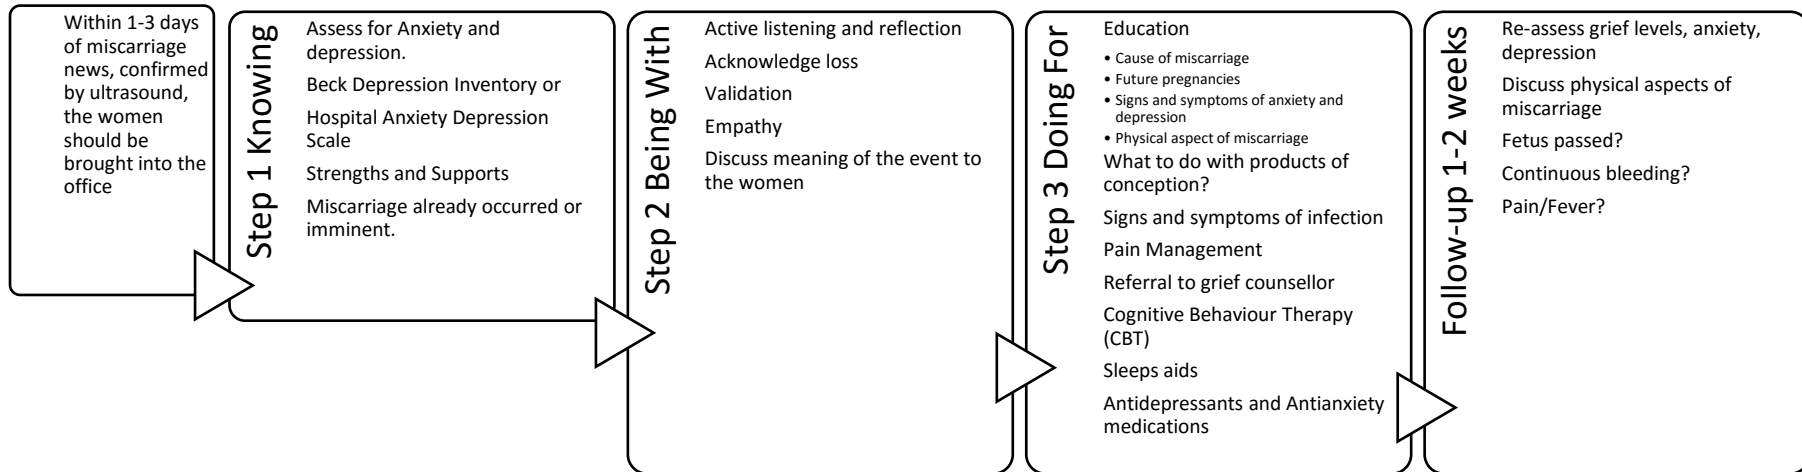 Within 1-3 days
of miscarriage
news, confirmed
by ultrasound,
the women
should be
brought into the
office
Step 1 Knowing
Assess for Anxiety and
depression.
Beck Depression Inventory or
Hospital Anxiety Depression
Scale
Strengths and Supports
Miscarriage already occurred or
imminent.
Step 2 Being With
Active listening and reflection
Acknowledge loss
Validation
Empathy
Discuss meaning of the event to
the women
Step 3 Doing For
Education
• Cause of miscarriage
• Future pregnancies
• Signs and symptoms of anxiety and
depression
• Physical aspect of miscarriage
What to do with products of
conception?
Signs and symptoms of infection
Pain Management
Referral to grief counsellor
Cognitive Behaviour Therapy
(CBT)
Sleeps aids
Antidepressants and Antianxiety
medications
Follow-up 1-2 weeks
Re-assess grief levels, anxiety,
depression
Discuss physical aspects of
miscarriage
Fetus passed?
Continuous bleeding?
Pain/Fever?